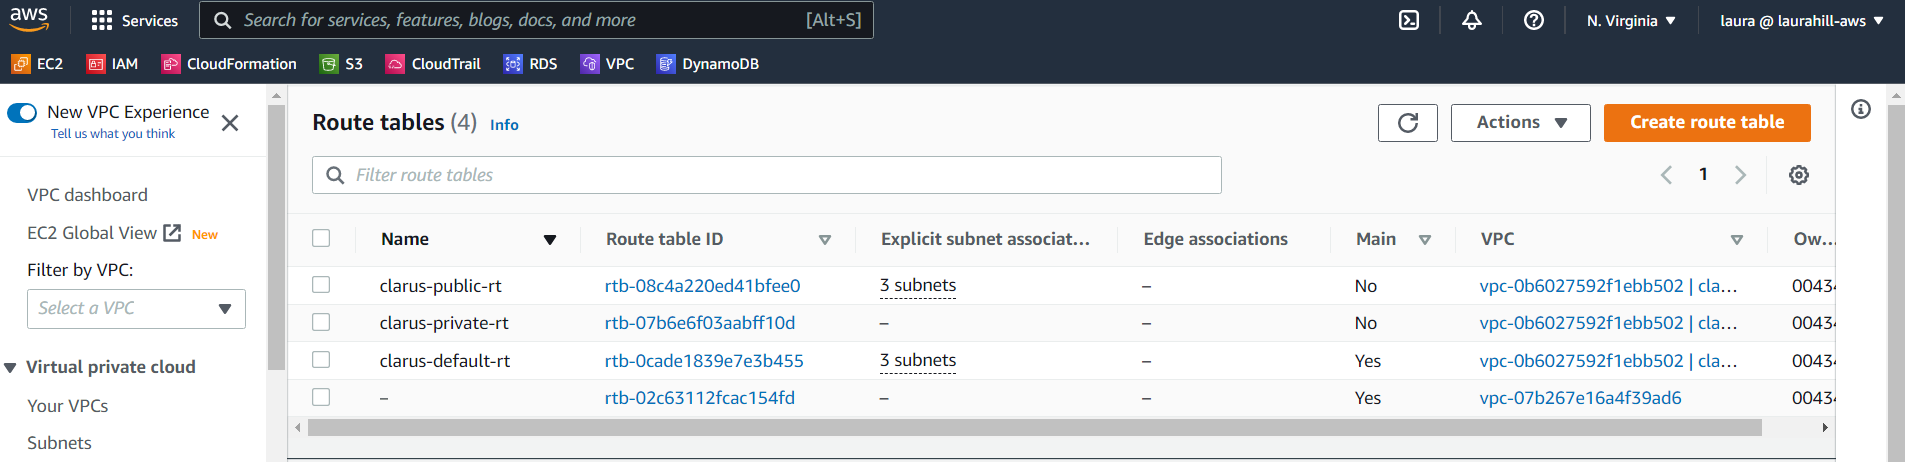 aws Services Search for services, features, blogs, docs, and more [Alt+S] N. Virginia laura @ laurahill-aws
EC2 IAM CloudFormation S3 CloudTrail RDS VPC DynamoDB
New VPC Experience
Tell us what you think
VPC dashboard
EC2 Global View New
Filter by VPC:
Select a VPC
Virtual private cloud
Your VPCs
Subnets
Route tables (4) Info Actions Create route table
Filter route tables 1
Name Route table ID Explicit subnet associat... Edge associations Main VPC Ow...
clarus-public-rt rtb-08c4a220ed41bfee0 3 subnets – No vpc-0b6027592f1ebb502 | cla... 0043
clarus-private-rt rtb-07b6e6f03aabff10d – – No vpc-0b6027592f1ebb502 | cla... 0043
clarus-default-rt rtb-0cade1839e7e3b455 3 subnets – Yes vpc-0b6027592f1ebb502 | cla... 0043
– rtb-02c63112fcac154fd – – Yes vpc-07b267e16a4f39ad6 0043